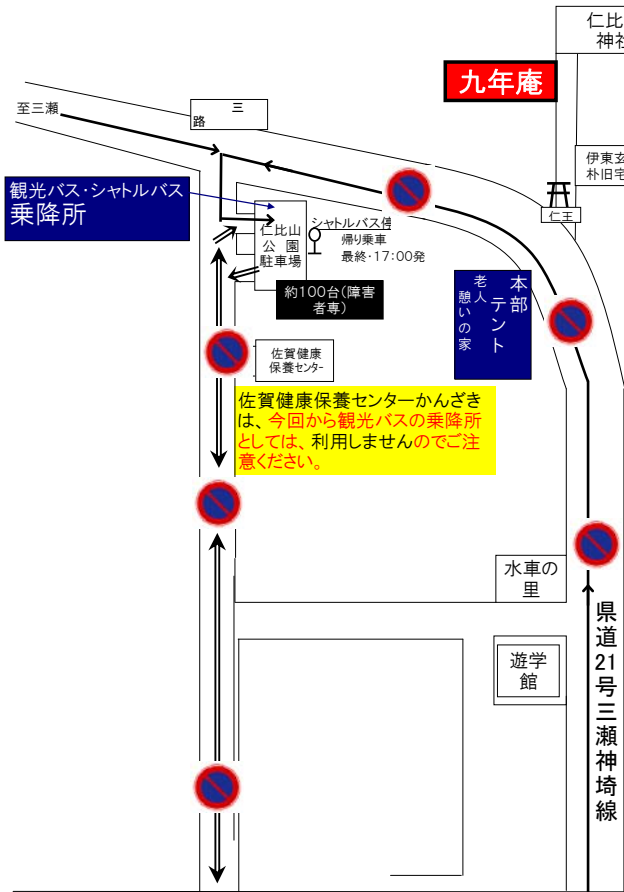 仁比
神社
九年庵
至三瀬
三
路
伊東玄
朴旧宅
仁王
観光バス・シャトルバス
乗降所
シャトルバス停
帰り乗車
最終・17:00発
仁比山
公園
駐車場
約100台(障害
者専)
本部
テント
老人
憩いの家
佐賀健康
保養センター
佐賀健康保養センターかんざき
は、今回から観光バスの乗降所
としては、利用しませんのでご注
意ください。
水車の
里
遊学
館
県道21号三瀬神埼線